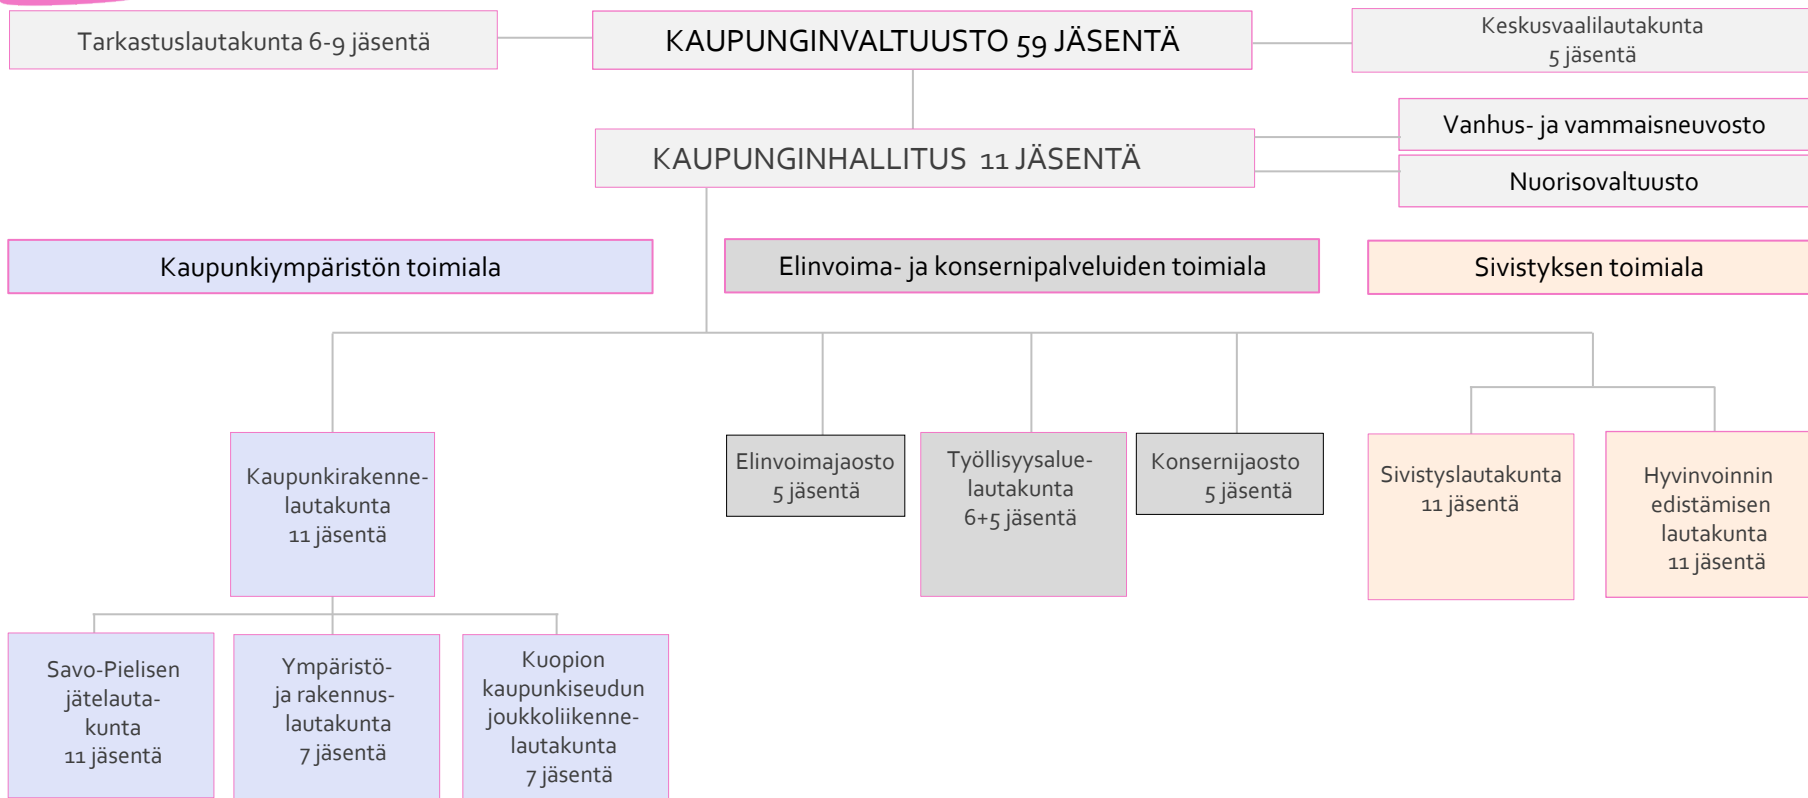 Tarkastuslautakunta 6-9 jäsentä
KAUPUNGINVALTUUSTO 59 JÄSENTÄ
Keskusvaalilautakunta
5 jäsentä
Vanhus- ja vammaisneuvosto
KAUPUNGINHALLITUS 11 JÄSENTÄ
Nuorisovaltuusto
Kaupunkiympäristön toimiala
Elinvoima- ja konsernipalveluiden toimiala
Sivistyksen toimiala
Kaupunkirakenne-
lautakunta
11 jäsentä
Elinvoimajaosto
5 jäsentä
Työllisyysalue-
lautakunta
6+5 jäsentä
Konsernijaosto
5 jäsentä
Sivistyslautakunta
11 jäsentä
Hyvinvoinnin
edistämisen
lautakunta
11 jäsentä
Savo-Pielisen
jätelauta-
kunta
11 jäsentä
Ympäristö-
ja rakennus-
lautakunta
7 jäsentä
Kuopion
kaupunkiseudun
joukkoliikenne-
lautakunta
7 jäsentä